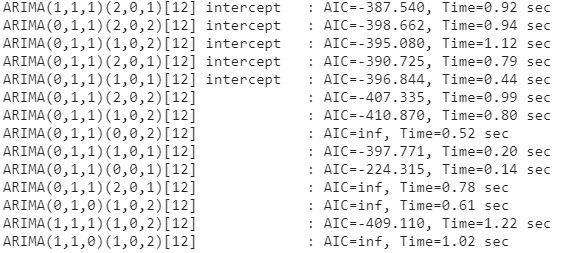 ARIMA(1,1,1)(2,0,1)[12] intercept   : AIC=-387.540, Time=0.92 sec
ARIMA(0,1,1)(2,0,2)[12] intercept   : AIC=-398.662, Time=0.94 sec
ARIMA(0,1,1)(1,0,2)[12] intercept   : AIC=-395.080, Time=1.12 sec
ARIMA(0,1,1)(2,0,1)[12] intercept   : AIC=-390.725, Time=0.79 sec
ARIMA(0,1,1)(1,0,1)[12] intercept   : AIC=-396.844, Time=0.44 sec
ARIMA(0,1,1)(2,0,2)[12]             : AIC=-407.335, Time=0.99 sec
ARIMA(0,1,1)(1,0,2)[12]             : AIC=-410.870, Time=0.80 sec
ARIMA(0,1,1)(0,0,2)[12]             : AIC=inf, Time=0.52 sec
ARIMA(0,1,1)(1,0,1)[12]             : AIC=-397.771, Time=0.20 sec
ARIMA(0,1,1)(0,0,1)[12]             : AIC=-224.315, Time=0.14 sec
ARIMA(0,1,1)(2,0,1)[12]             : AIC=inf, Time=0.78 sec
ARIMA(0,1,0)(1,0,2)[12]             : AIC=inf, Time=0.61 sec
ARIMA(1,1,1)(1,0,2)[12]             : AIC=-409.110, Time=1.22 sec
ARIMA(1,1,0)(1,0,2)[12]             : AIC=inf, Time=1.02 sec